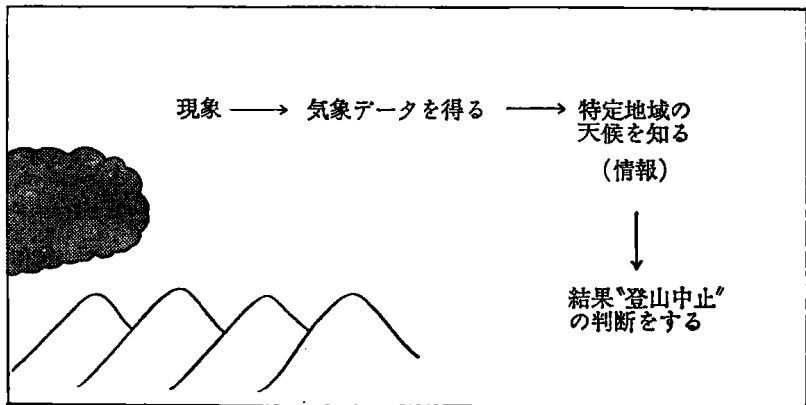 現象 → 気象データを得る → 特定地域の
天候を知る
(情報)
↓
結果〝登山中止〟
の判断をする